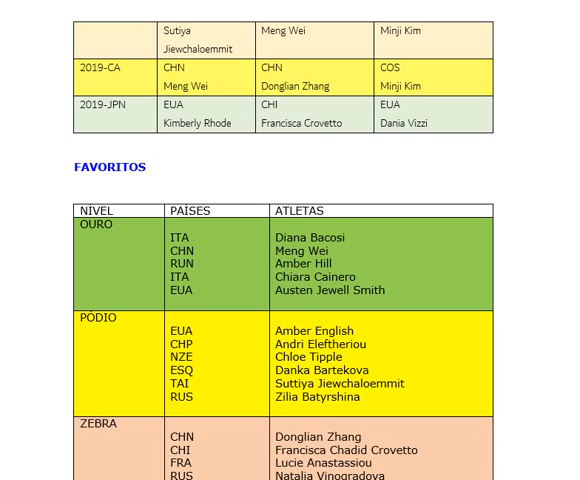 Sutiya Meng Wei Minji Kim
Jiewchaloemmit
2019-CA CHN CHN COS
Meng Wei Donglian Zhang Minji Kim
2019-JPN EUA CHI EUA
Kimberly Rhode Francisca Crovetto Dania Vizzi
FAVORITOS
NÍVEL PAÍSES ATLETAS
OURO
ITA Diana Bacosi
CHN Meng Wei
RUN Amber Hill
ITA Chiara Cainero
EUA Austen Jewell Smith
PÓDIO
EUA Amber English
CHP Andri Eleftheriou
NZE Chloe Tipple
ESQ Danka Bartekova
TAI Suttiya Jiewchaloemmit
RUS Zilia Batyrshina
ZEBRA
CHN Donglian Zhang
CHI Francisca Chadid Crovetto
FRA Lucie Anastassiou
RUS Natalia Vinogradova